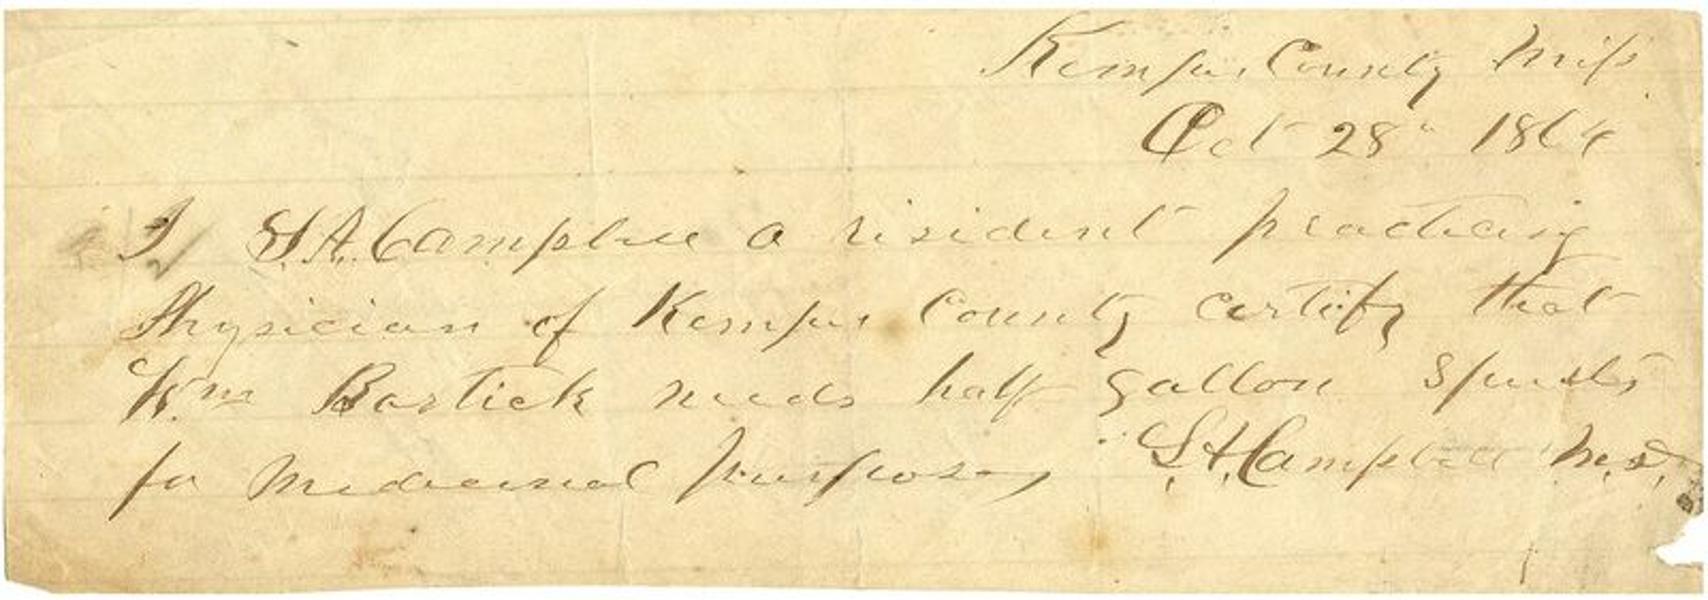 Kemper County Miss
Oct 28" 1864
I S. A. Campbell a resident practicing
Physician of Kemper County certify that
Wm Bostick needs half gallon spirits
for medicinal purposes S. A. Campbell M. D.